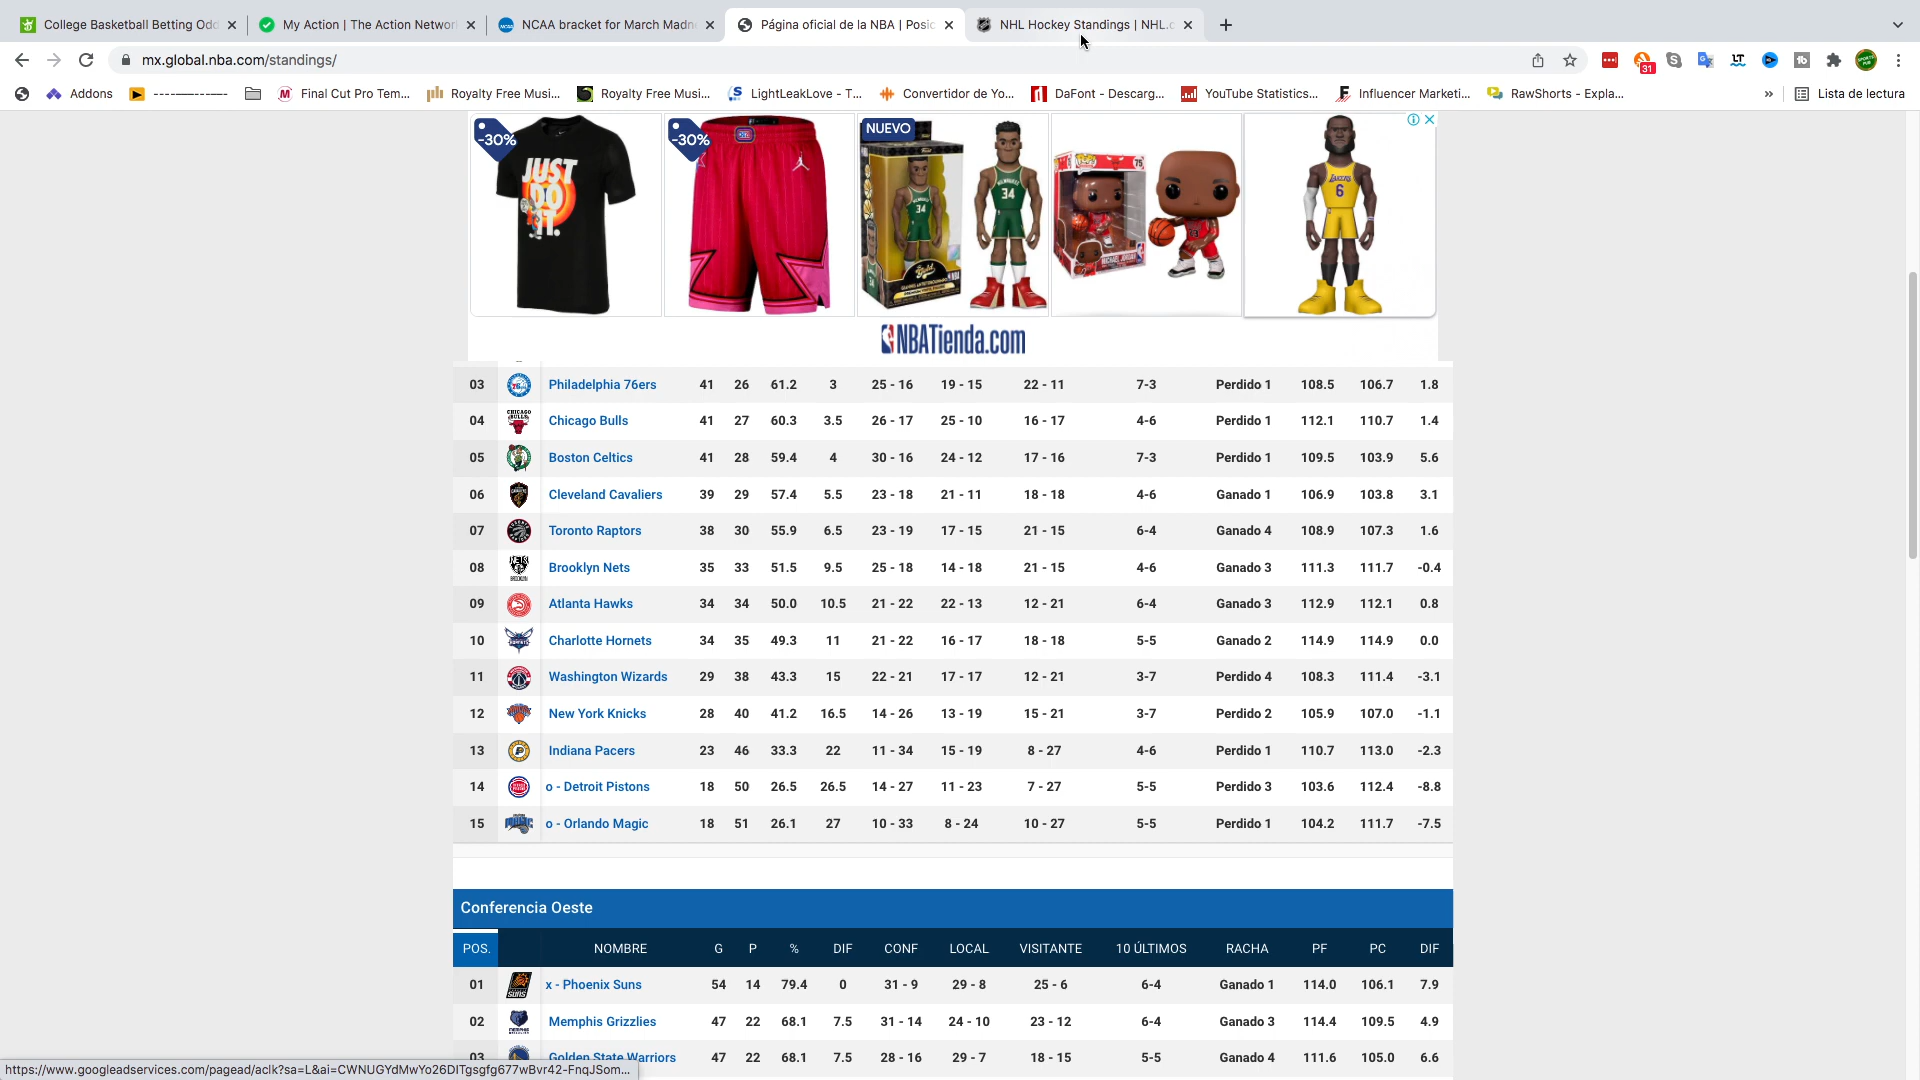 College Basketball Betting Odd
My Action | The Action Networ
NCAA bracket for March Madn
Página oficial de la NBA | Posic
NHL Hockey Standings | NHL.c
mx.global.nba.com/standings/
31
Addons
Final Cut Pro Tem...
Royalty Free Musi...
Royalty Free Musi...
LightLeakLove - T...
Convertidor de Yo...
DaFont - Descarg...
YouTube Statistics...
Influencer Marketi...
RawShorts - Expla...
»
Lista de lectura
-30%
JUST DO IT.
-30%
NUEVO
34
34
75
MICHAEL JORDAN
LAKERS
6
NBATienda.com
03 Philadelphia 76ers 41 26 61.2 3 25 - 16 19 - 15 22 - 11 7-3 Perdido 1 108.5 106.7 1.8
04 Chicago Bulls 41 27 60.3 3.5 26 - 17 25 - 10 16 - 17 4-6 Perdido 1 112.1 110.7 1.4
05 Boston Celtics 41 28 59.4 4 30 - 16 24 - 12 17 - 16 7-3 Perdido 1 109.5 103.9 5.6
06 Cleveland Cavaliers 39 29 57.4 5.5 23 - 18 21 - 11 18 - 18 4-6 Ganado 1 106.9 103.8 3.1
07 Toronto Raptors 38 30 55.9 6.5 23 - 19 17 - 15 21 - 15 6-4 Ganado 4 108.9 107.3 1.6
08 Brooklyn Nets 35 33 51.5 9.5 25 - 18 14 - 18 21 - 15 4-6 Ganado 3 111.3 111.7 -0.4
09 Atlanta Hawks 34 34 50.0 10.5 21 - 22 22 - 13 12 - 21 6-4 Ganado 3 112.9 112.1 0.8
10 Charlotte Hornets 34 35 49.3 11 21 - 22 16 - 17 18 - 18 5-5 Ganado 2 114.9 114.9 0.0
11 Washington Wizards 29 38 43.3 15 22 - 21 17 - 17 12 - 21 3-7 Perdido 4 108.3 111.4 -3.1
12 New York Knicks 28 40 41.2 16.5 14 - 26 13 - 19 15 - 21 3-7 Perdido 2 105.9 107.0 -1.1
13 Indiana Pacers 23 46 33.3 22 11 - 34 15 - 19 8 - 27 4-6 Perdido 1 110.7 113.0 -2.3
14 o - Detroit Pistons 18 50 26.5 26.5 14 - 27 11 - 23 7 - 27 5-5 Perdido 3 103.6 112.4 -8.8
15 o - Orlando Magic 18 51 26.1 27 10 - 33 8 - 24 10 - 27 5-5 Perdido 1 104.2 111.7 -7.5
Conferencia Oeste
POS. NOMBRE G P % DIF CONF LOCAL VISITANTE 10 ÚLTIMOS RACHA PF PC DIF
01 x - Phoenix Suns 54 14 79.4 0 31 - 9 29 - 8 25 - 6 6-4 Ganado 1 114.0 106.1 7.9
02 Memphis Grizzlies 47 22 68.1 7.5 31 - 14 24 - 10 23 - 12 6-4 Ganado 3 114.4 109.5 4.9
03 Golden State Warriors 47 22 68.1 7.5 28 - 16 29 - 7 18 - 15 5-5 Ganado 4 111.6 105.0 6.6
https://www.googleadservices.com/pagead/aclk?sa=L&ai=CWNUGYdMwYo26DITgsgfg677wBvr42-FnqJSom...